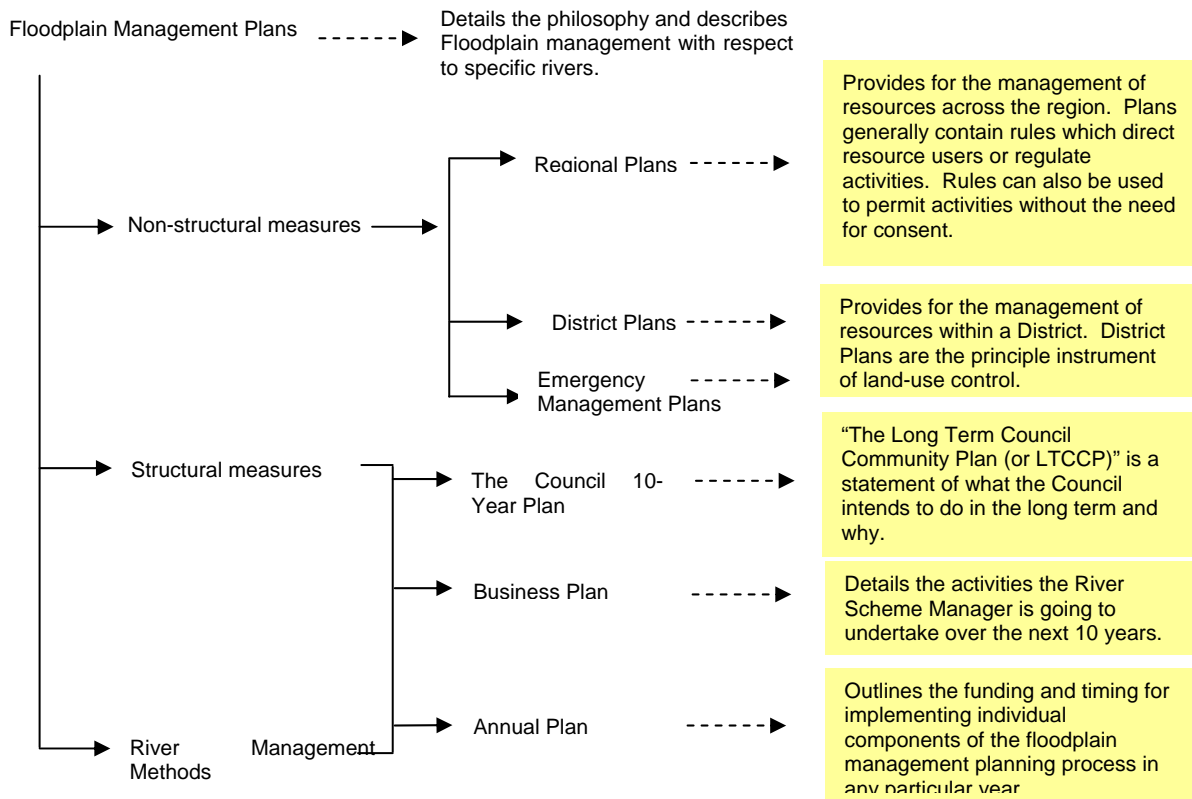 Floodplain Management Plans
Details the philosophy and describes
Floodplain management with respect
to specific rivers.
Provides for the management of
resources across the region. Plans
generally contain rules which direct
resource users or regulate
activities. Rules can also be used
to permit activities without the need
for consent.
Regional Plans
Non-structural measures
District Plans
Provides for the management of
resources within a District. District
Plans are the principle instrument
of land-use control.
Emergency
Management Plans
Structural measures
The Council 10-
Year Plan
“The Long Term Council
Community Plan (or LTCCP)” is a
statement of what the Council
intends to do in the long term and
why.
Business Plan
Details the activities the River
Scheme Manager is going to
undertake over the next 10 years.
River Management
Methods
Annual Plan
Outlines the funding and timing for
implementing individual
components of the floodplain
management planning process in
any particular year